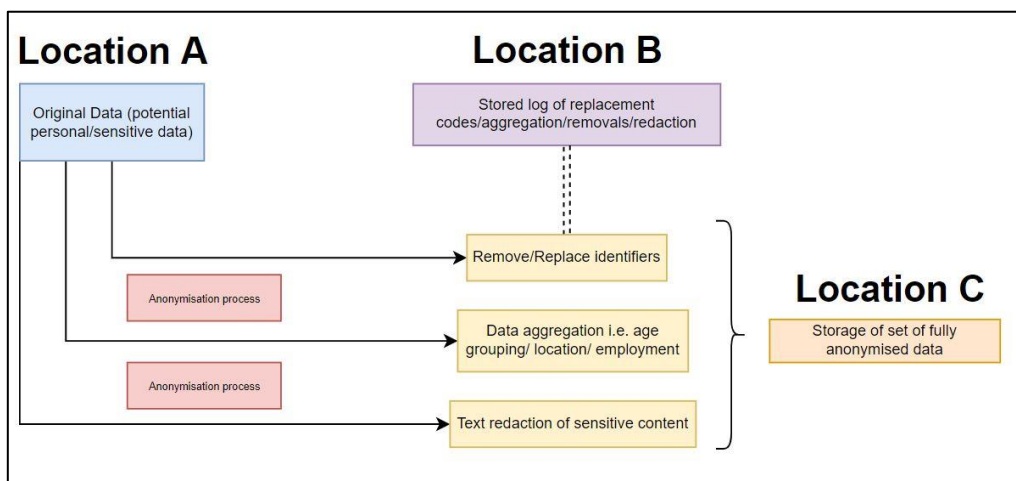 Location A
Location B
Original Data (potential
personal/sensitive data)
Stored log of replacement
codes/aggregation/removals/redaction
Remove/Replace identifiers
Anonymisation process
Location C
Data aggregation i.e. age
grouping/ location/ employment
Storage of set of fully
anonymised data
Anonymisation process
Text redaction of sensitive content